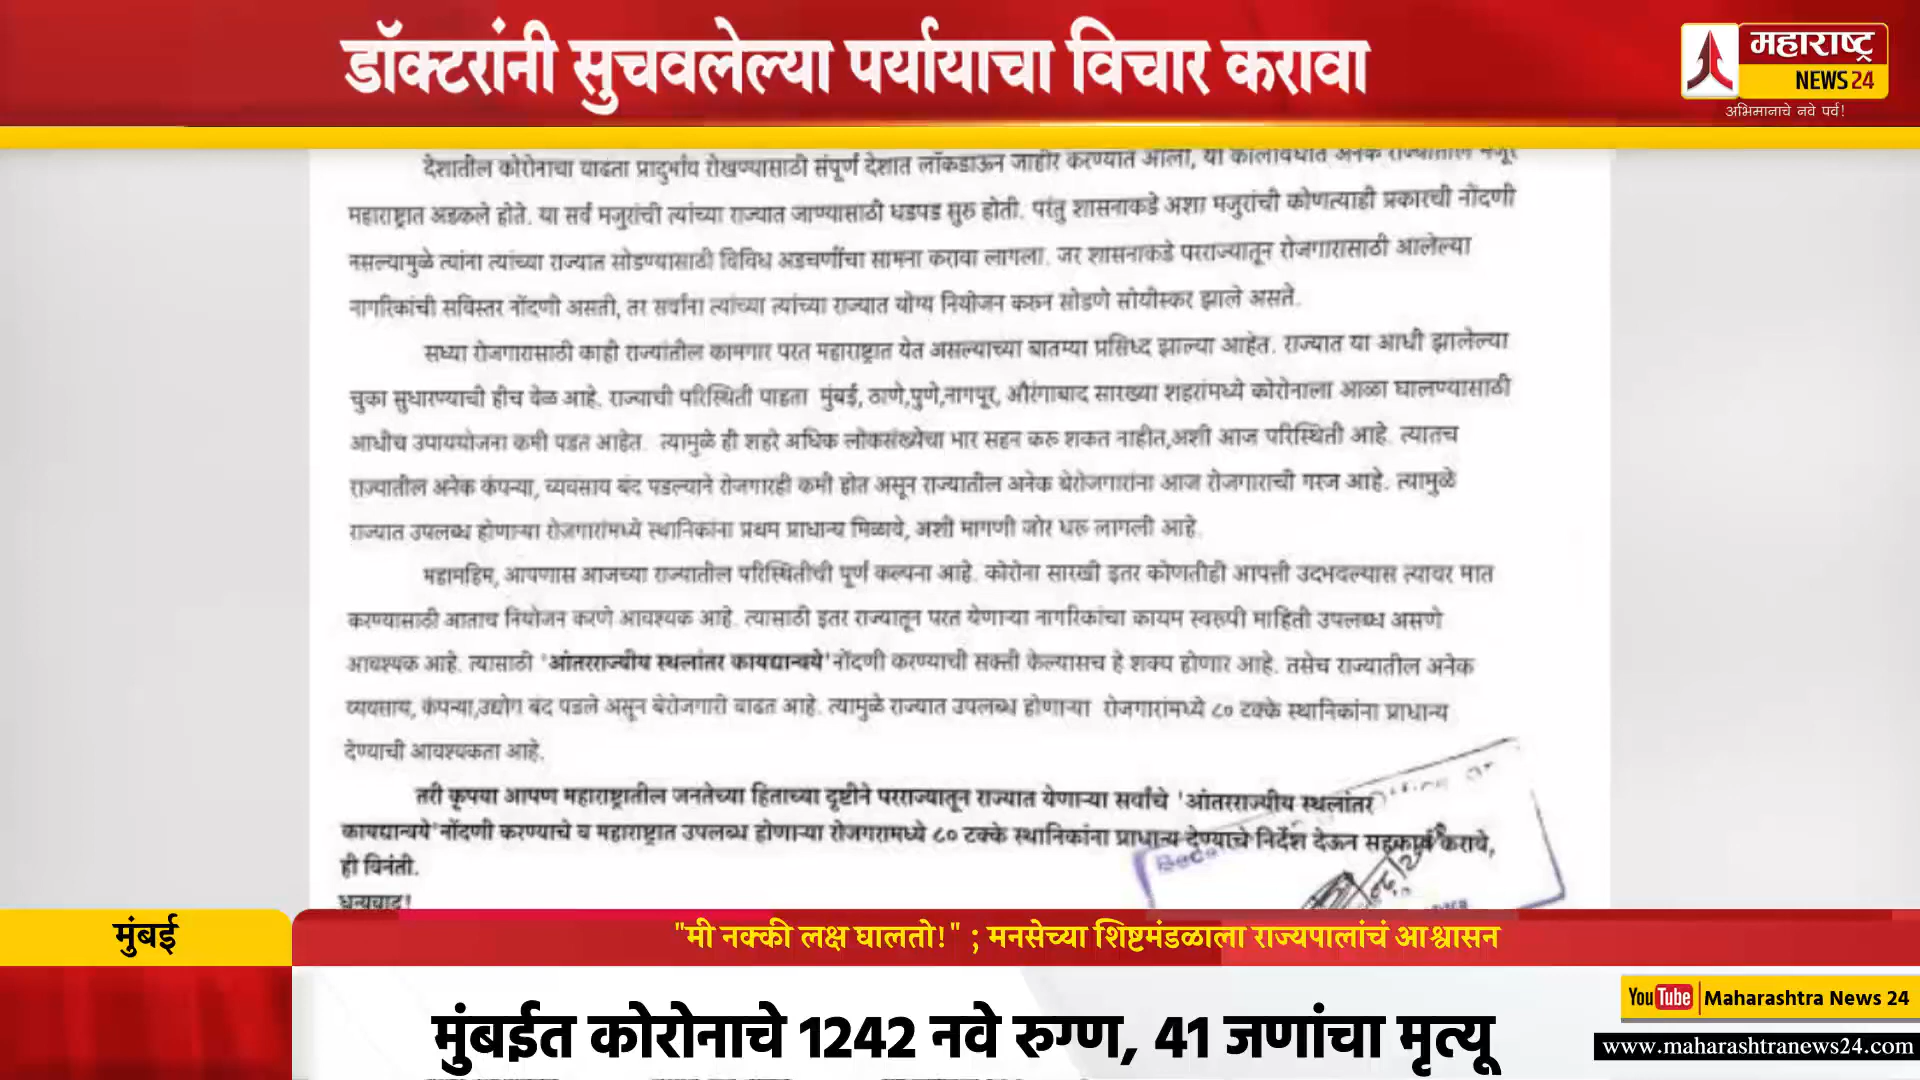 डॉक्टरांनी सुचवलेल्या पर्यायाचा विचार करावा
महाराष्ट्र
NEWS 24
अभिमानाचे नवे पर्व!
देशातील कोरोनाचा वाढता प्रादुर्भाव रोखण्यासाठी संपूर्ण देशात लॉकडाऊन जाहीर करण्यात आला, या कालावधीत अनेक राज्यातील मजूर
महाराष्ट्रात अडकले होते. या सर्व मजुरांची त्यांच्या राज्यात जाण्यासाठी धडपड सुरु होती. परंतु शासनाकडे अशा मजुरांची कोणत्याही प्रकारची नोंदणी
नसल्यामुळे त्यांना त्यांच्या राज्यात सोडण्यासाठी विविध अडचणींचा सामना करावा लागला. जर शासनाकडे परराज्यातून रोजगारासाठी आलेल्या
नागरिकांची सविस्तर नोंदणी असती, तर सर्वांना त्यांच्या त्यांच्या राज्यात योग्य नियोजन करुन सोडणे सोयीस्कर झाले असते.
सध्या रोजगारासाठी काही राज्यांतील कामगार परत महाराष्ट्रात येत असल्याच्या बातम्या प्रसिध्द झाल्या आहेत. राज्यात या आधी झालेल्या
चुका सुधारण्याची हीच वेळ आहे. राज्याची परिस्थिती पाहता मुंबई, ठाणे,पुणे,नागपूर, औरंगाबाद सारख्या शहरांमध्ये कोरोनाला आळा घालण्यासाठी
आधीच उपाययोजना कमी पडत आहेत. त्यामुळे ही शहरे अधिक लोकसंख्येचा भार सहन करु शकत नाहीत,अशी आज परिस्थिती आहे. त्यातच
राज्यातील अनेक कंपन्या, व्यवसाय बंद पडल्याने रोजगारही कमी होत असून राज्यातील अनेक बेरोजगारांना आज रोजगाराची गरज आहे. त्यामुळे
राज्यात उपलब्ध होणाऱ्या रोजगारांमध्ये स्थानिकांना प्रथम प्राधान्य मिळावे, अशी मागणी जोर धरु लागली आहे.
महामहिम, आपणास आजच्या राज्यातील परिस्थितीची पूर्ण कल्पना आहे. कोरोना सारखी इतर कोणतीही आपत्ती उदभवल्यास त्यावर मात
करण्यासाठी आताच नियोजन करणे आवश्यक आहे. त्यासाठी इतर राज्यातून परत येणाऱ्या नागरिकांचा कायम स्वरुपी माहिती उपलब्ध असणे
आवश्यक आहे. त्यासाठी 'आंतरराज्यीय स्थलांतर कायद्यान्वये' नोंदणी करण्याची सक्ती केल्यासच हे शक्य होणार आहे. तसेच राज्यातील अनेक
व्यवसाय, कंपन्या,उद्योग बंद पडले असून बेरोजगारी वाढत आहे. त्यामुळे राज्यात उपलब्ध होणाऱ्या रोजगारांमध्ये ८० टक्के स्थानिकांना प्राधान्य
देण्याची आवश्यकता आहे.
तरी कृपया आपण महाराष्ट्रातील जनतेच्या हिताच्या दृष्टीने परराज्यातून राज्यात येणाऱ्या सर्वांचे 'आंतरराज्यीय स्थलांतर
कायद्यान्वये' नोंदणी करण्याचे व महाराष्ट्रात उपलब्ध होणाऱ्या रोजगरामध्ये ८० टक्के स्थानिकांना प्राधान्य देण्याचे निर्देश देऊन सहकार्य करावे,
ही विनंती.
धन्यवाद!
मुंबई
"मी नक्की लक्ष घालतो!" ; मनसेच्या शिष्टमंडळाला राज्यपालांचं आश्वासन
मुंबईत कोरोनाचे 1242 नवे रुग्ण, 41 जणांचा मृत्यू
YouTube Maharashtra News 24
www.maharashtranews24.com